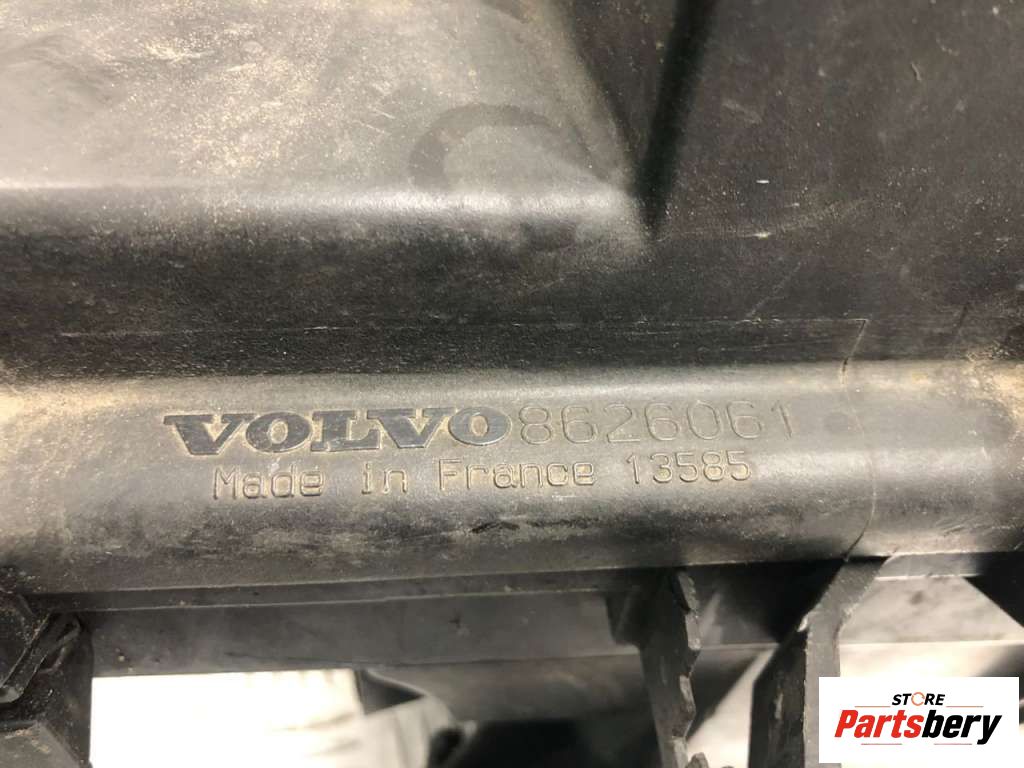 VOLVO 8626061
Made in France 13585
STORE
Partsbery